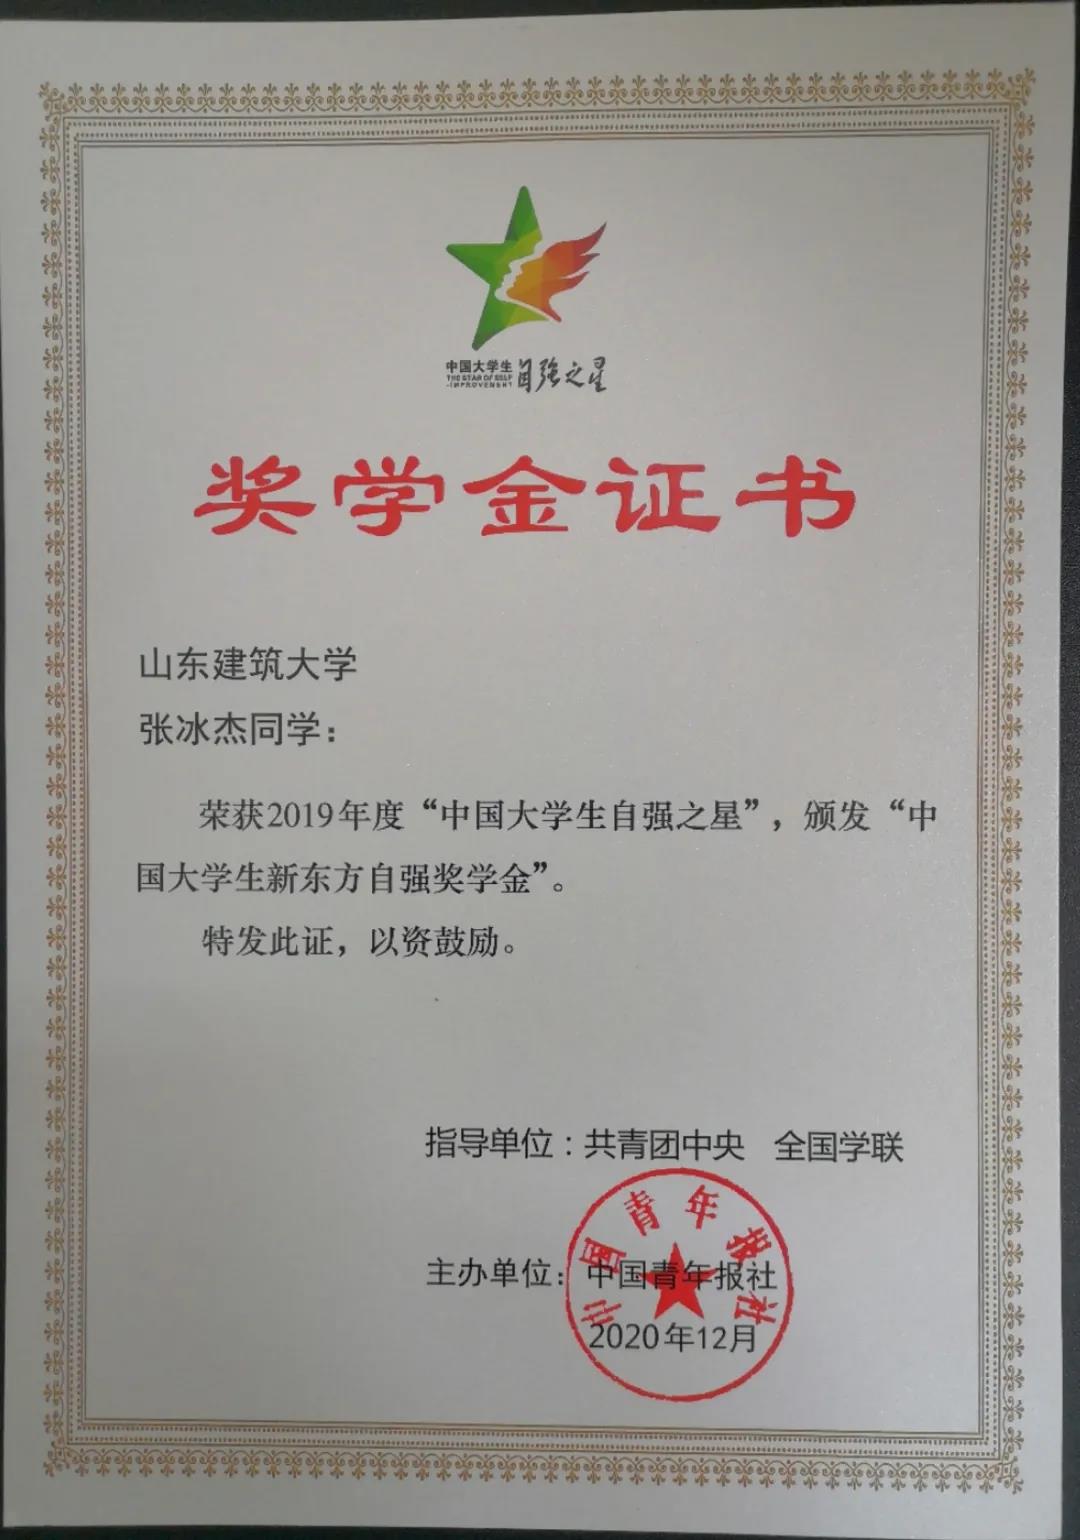 中国大学生
THE STAR OF SELF
-IMPROVEMENT
自强之星
奖学金证书
山东建筑大学
张冰杰同学：
荣获2019年度“中国大学生自强之星”，颁发“中
国大学生新东方自强奖学金”。
特发此证，以资鼓励。
指导单位：共青团中央 全国学联
主办单位：中国青年报社
2020年12月
中国青年报社